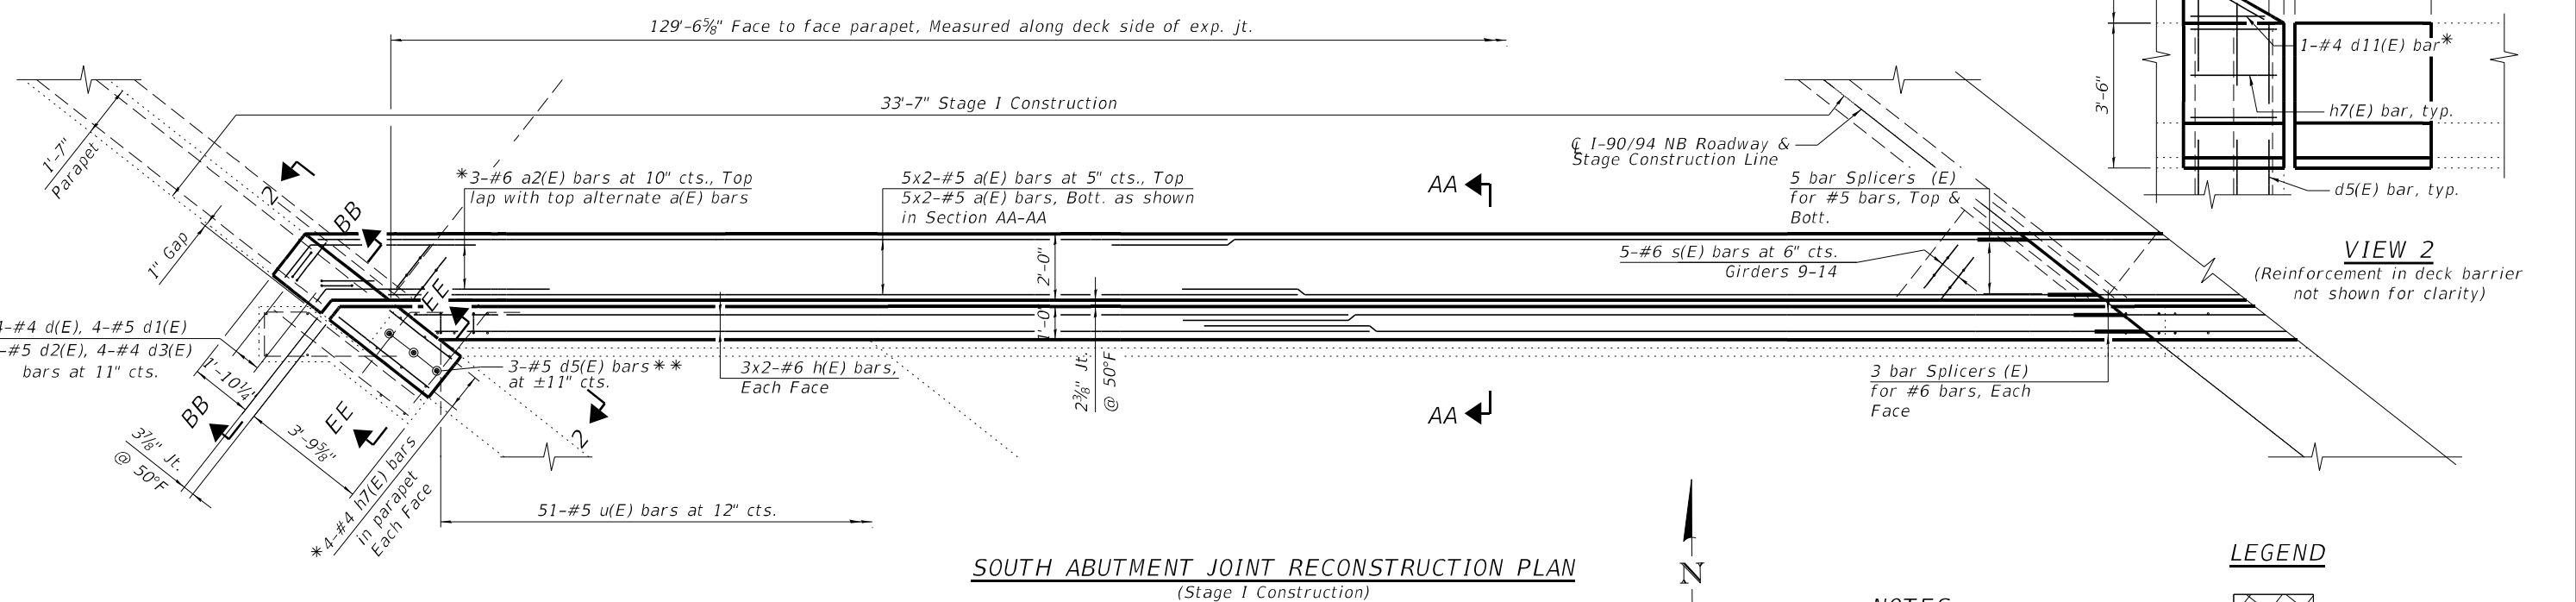 129'-6⅝" Face to face parapet, Measured along deck side of exp. jt.
33'-7" Stage I Construction
1'-7"
Parapet
1" Gap
2
BB
*3-#6 a2(E) bars at 10" cts., Top
lap with top alternate a(E) bars
5x2-#5 a(E) bars at 5" cts., Top
5x2-#5 a(E) bars, Bott. as shown
in Section AA-AA
AA
℄ I-90/94 NB Roadway &
Stage Construction Line
5 bar Splicers (E)
for #5 bars, Top &
Bott.
5-#6 s(E) bars at 6" cts.
Girders 9-14
2'-0"
1'-0"
2⅜" Jt.
@ 50°F
EE
4-#4 d(E), 4-#5 d1(E)
-#5 d2(E), 4-#4 d3(E)
bars at 11" cts.
1'-10¼"
BB
3⅞" Jt.
@ 50°F
3'-9⅝"
EE
3-#5 d5(E) bars**
at ±11" cts.
2
3x2-#6 h(E) bars,
Each Face
AA
3 bar Splicers (E)
for #6 bars, Each
Face
*4-#4 h7(E) bars
in parapet
Each Face
51-#5 u(E) bars at 12" cts.
SOUTH ABUTMENT JOINT RECONSTRUCTION PLAN
(Stage I Construction)
N
3'-6"
1-#4 d11(E) bar*
h7(E) bar, typ.
d5(E) bar, typ.
VIEW 2
(Reinforcement in deck barrier
not shown for clarity)
LEGEND
NOTES